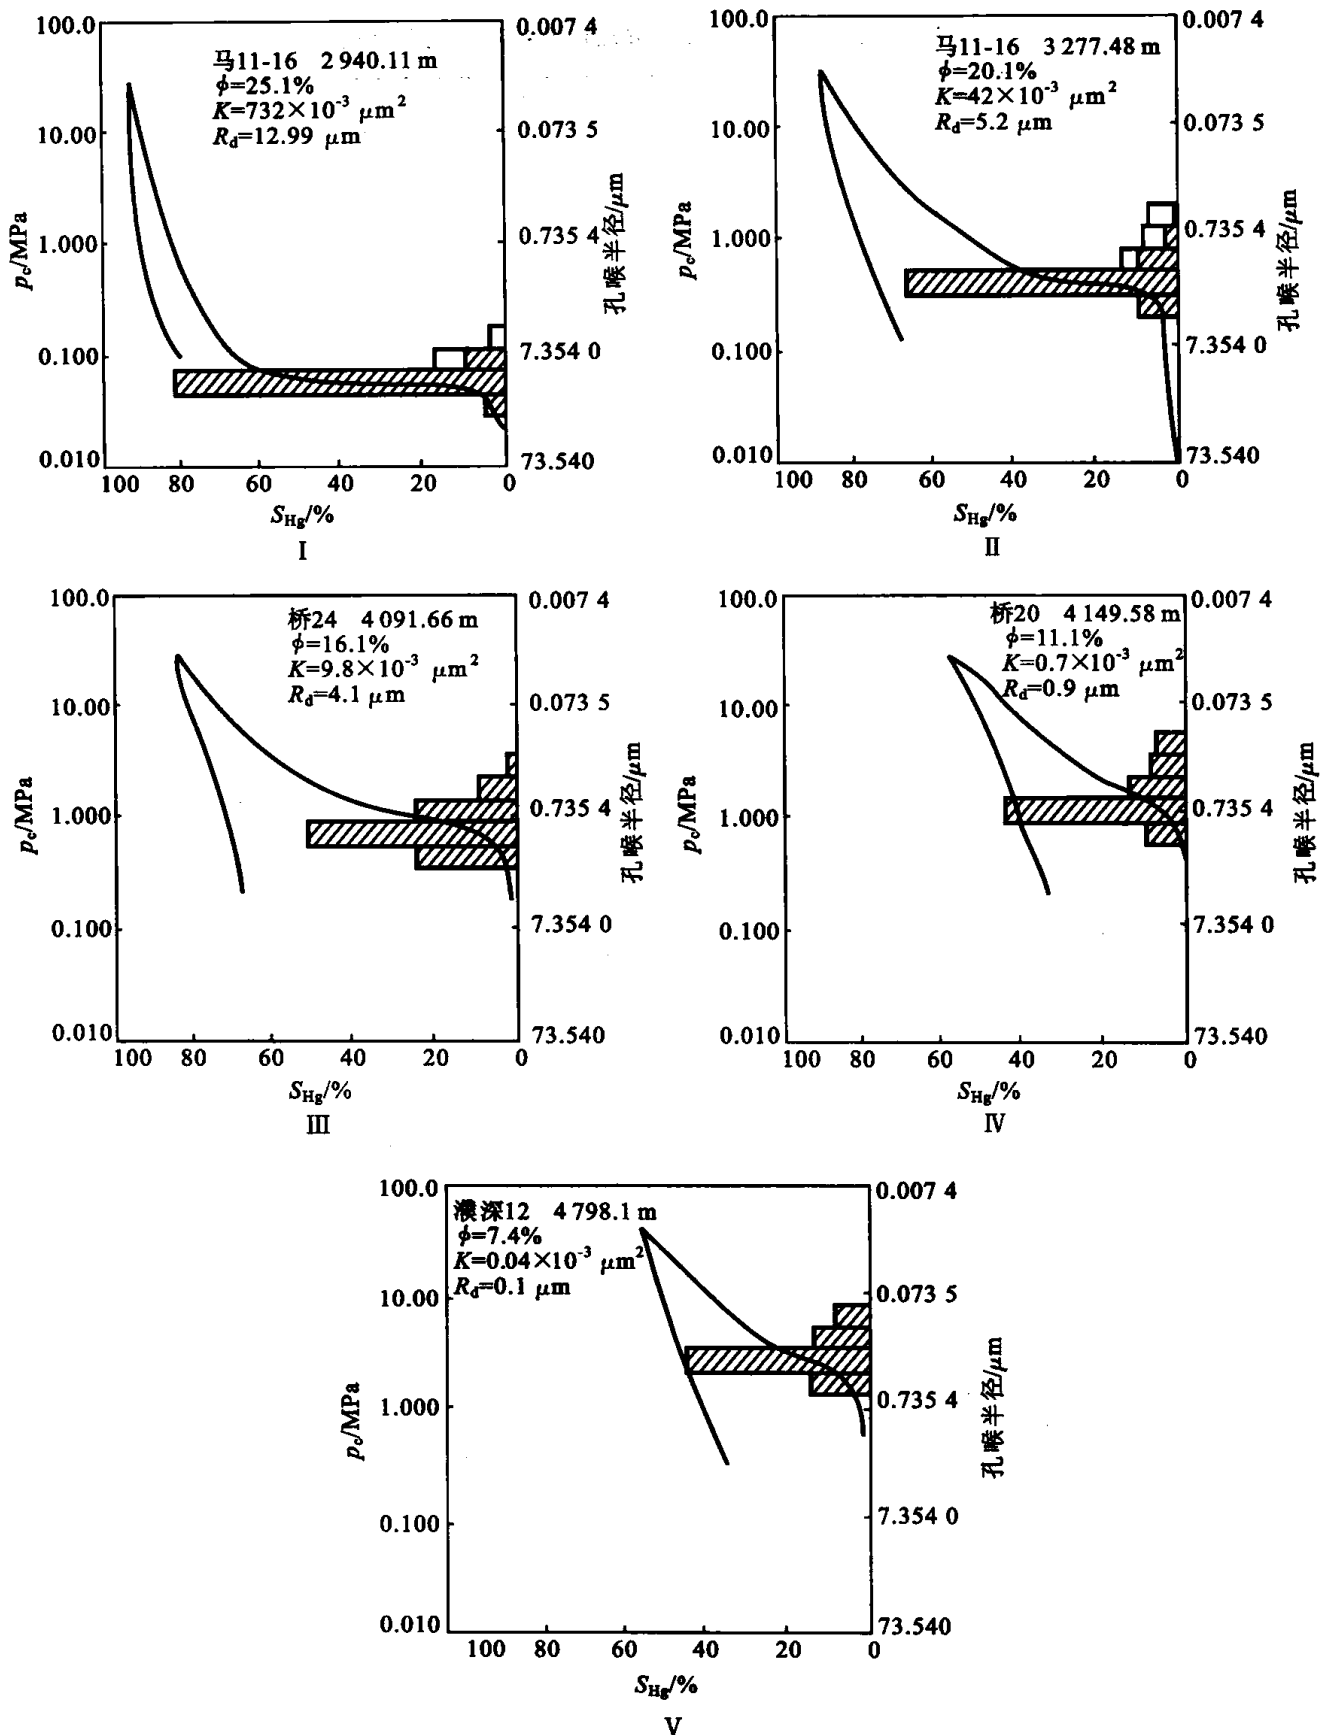 100.0
马11-16 2 940.11 m
ϕ=25.1%
K=732×10⁻³ μm²
R_d=12.99 μm
10.00
1.000
0.100
0.010
p_c/MPa
0.007 4
0.073 5
0.735 4
7.354 0
73.540
孔喉半径/μm
100 80 60 40 20 0
S_Hg/%
Ⅰ
100.0
马11-16 3 277.48 m
ϕ=20.1%
K=42×10⁻³ μm²
R_d=5.2 μm
10.00
1.000
0.100
0.010
p_c/MPa
0.007 4
0.073 5
0.735 4
7.354 0
73.540
孔喉半径/μm
100 80 60 40 20 0
S_Hg/%
Ⅱ
100.0
桥24 4 091.66 m
ϕ=16.1%
K=9.8×10⁻³ μm²
R_d=4.1 μm
10.00
1.000
0.100
0.010
p_c/MPa
0.007 4
0.073 5
0.735 4
7.354 0
73.540
孔喉半径/μm
100 80 60 40 20 0
S_Hg/%
Ⅲ
100.0
桥20 4 149.58 m
ϕ=11.1%
K=0.7×10⁻³ μm²
R_d=0.9 μm
10.00
1.000
0.100
0.010
p_c/MPa
0.007 4
0.073 5
0.735 4
7.354 0
73.540
孔喉半径/μm
100 80 60 40 20 0
S_Hg/%
Ⅳ
100.0
濮深12 4 798.1 m
ϕ=7.4%
K=0.04×10⁻³ μm²
R_d=0.1 μm
10.00
1.000
0.100
0.010
p_c/MPa
0.007 4
0.073 5
0.735 4
7.354 0
73.540
孔喉半径/μm
100 80 60 40 20 0
S_Hg/%
Ⅴ